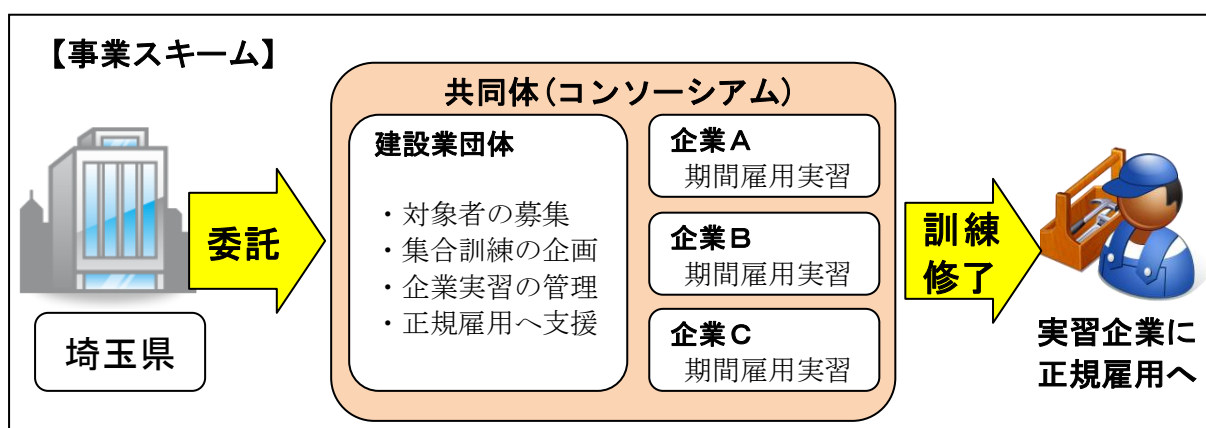 【事業スキーム】
共同体(コンソーシアム)
埼玉県
委託
建設業団体
・対象者の募集
・集合訓練の企画
・企業実習の管理
・正規雇用へ支援
企業A
期間雇用実習
企業B
期間雇用実習
企業C
期間雇用実習
訓練
修了
実習企業に
正規雇用へ